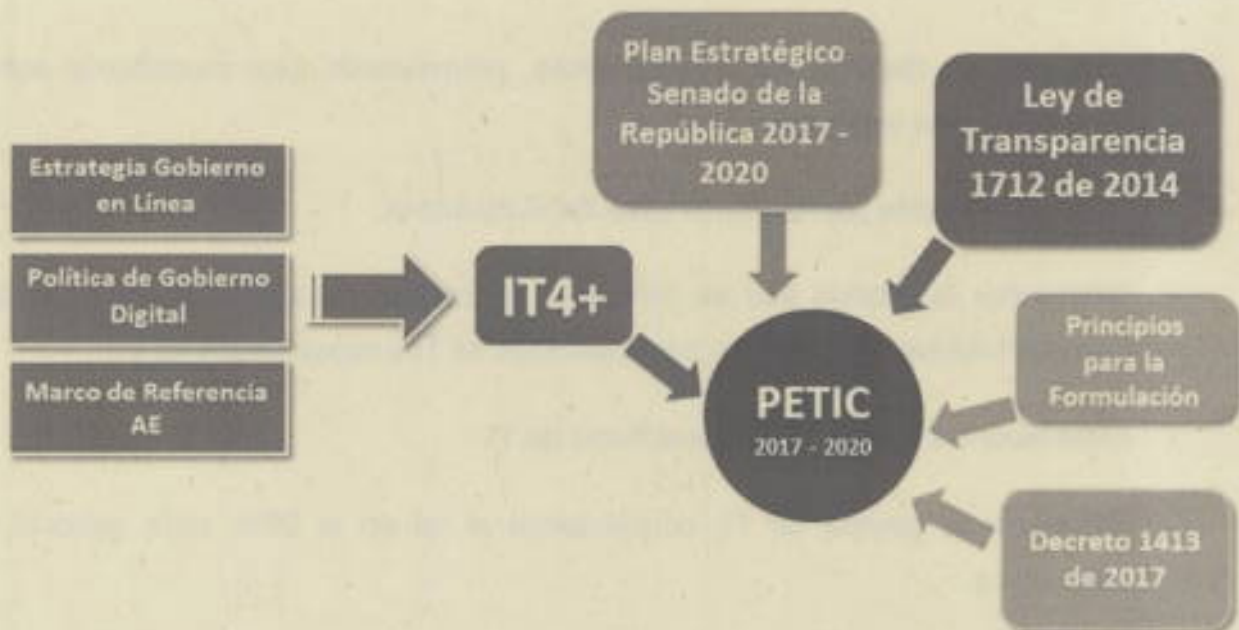 Plan Estratégico
Senado de la
República 2017 -
2020
Ley de
Transparencia
1712 de 2014
Estrategia Gobierno
en Línea
Política de Gobierno
Digital
Marco de Referencia
AE
IT4+
PETIC
2017 - 2020
Principios
para la
Formulación
Decreto 1413
de 2017